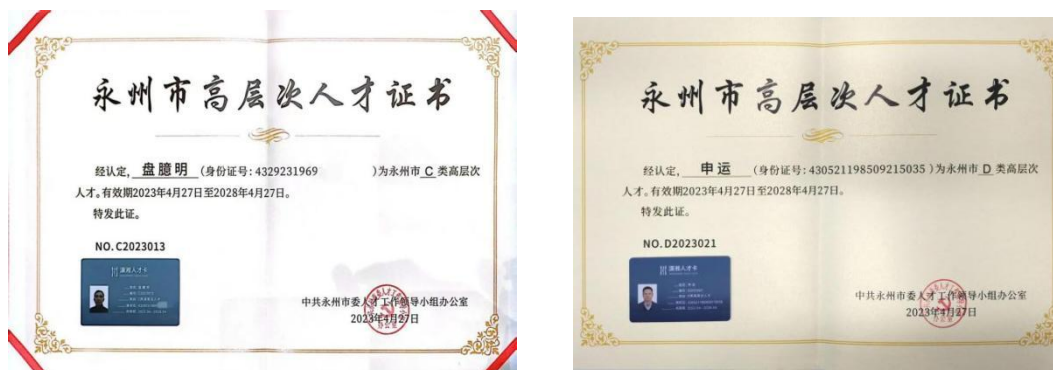 永州市高层次人才证书
经认定, 盘臆明 (身份证号: 4329231969 )为永州市 C 类高层次
人才。有效期2023年4月27日至2028年4月27日。
特发此证。
NO.C2023013
中共永州市委人才工作领导小组办公室
2023年4月27日
永州市高层次人才证书
经认定, 申运 (身份证号: 430521198509215035 )为永州市 D 类高层次
人才。有效期2023年4月27日至2028年4月27日。
特发此证。
NO.D2023021
中共永州市委人才工作领导小组办公室
2023年4月27日